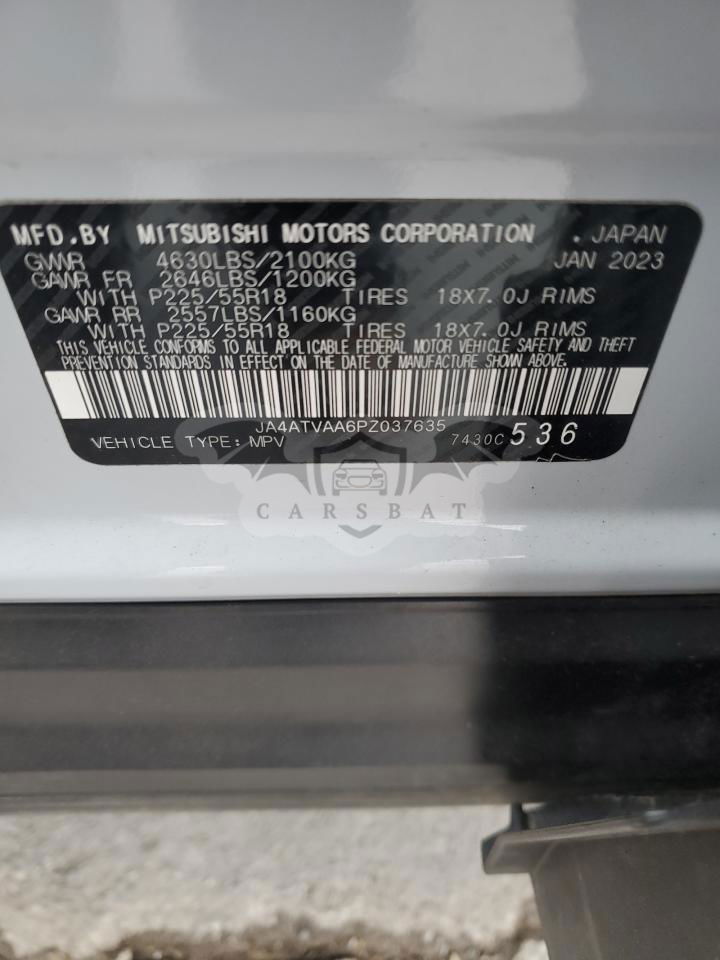 MFD.BY MITSUBISHI MOTORS CORPORATION . JAPAN
GVWR 4630LBS/2100KG JAN 2023
GAWR FR 2646LBS/1200KG
WITH P225/55R18 TIRES 18X7.0J RIMS
GAWR RR 2557LBS/1160KG
WITH P225/55R18 TIRES 18X7.0J RIMS
THIS VEHICLE CONFORMS TO ALL APPLICABLE FEDERAL MOTOR VEHICLE SAFETY AND THEFT
PREVENTION STANDARDS IN EFFECT ON THE DATE OF MANUFACTURE SHOWN ABOVE.
JA4ATVAA6PZ037635
VEHICLE TYPE: MPV 7430C 536
CARSBAT